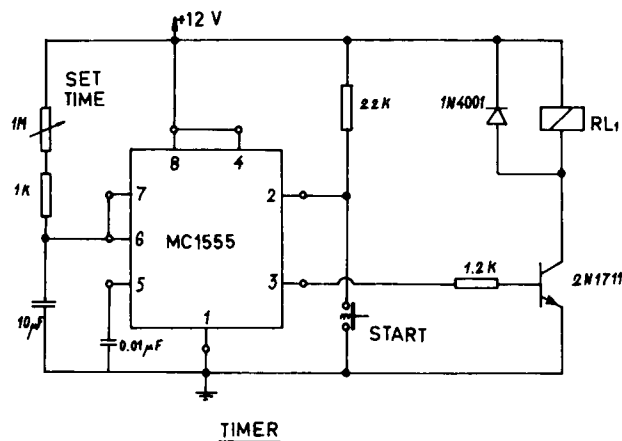 +12 V
SET
TIME
1M
1K
10µF
0.01µF
8
4
7
6
5
2
3
1
MC1555
22K
1N4001
RL1
1.2K
2N1711
START
TIMER